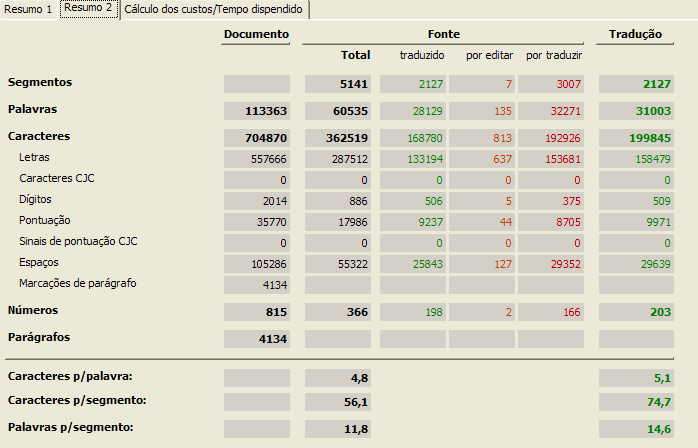 Resumo 1 Resumo 2 Cálculo dos custos/Tempo dispendido
Documento Fonte Tradução
Total traduzido por editar por traduzir
Segmentos 5141 2127 7 3007 2127
Palavras 113363 60535 28129 135 32271 31003
Caracteres 704870 362519 168780 813 192926 199845
Letras 557666 287512 133194 637 153681 158479
Caracteres CJC 0 0 0 0 0 0
Dígitos 2014 886 506 5 375 509
Pontuação 35770 17986 9237 44 8705 9971
Sinais de pontuação CJC 0 0 0 0 0 0
Espaços 105286 55322 25843 127 29352 29639
Marcações de parágrafo 4134
Números 815 366 198 2 166 203
Parágrafos 4134
Caracteres p/palavra: 4,8 5,1
Caracteres p/segmento: 56,1 74,7
Palavras p/segmento: 11,8 14,6